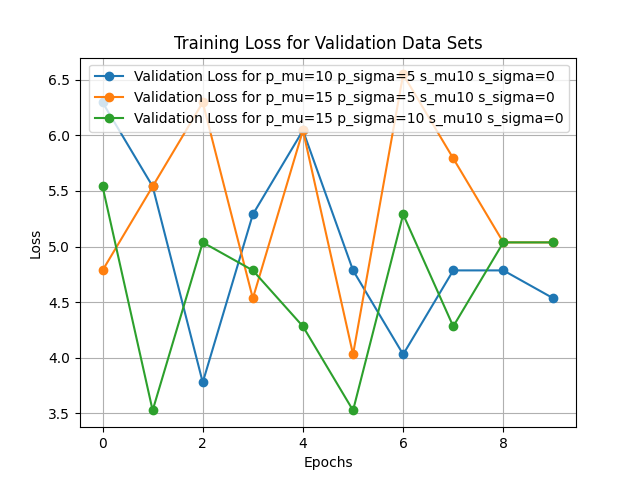 Training Loss for Validation Data Sets
Validation Loss for p_mu=10 p_sigma=5 s_mu10 s_sigma=0
Validation Loss for p_mu=15 p_sigma=5 s_mu10 s_sigma=0
Validation Loss for p_mu=15 p_sigma=10 s_mu10 s_sigma=0
6.5
6.0
5.5
5.0
4.5
4.0
3.5
Loss
0 2 4 6 8
Epochs